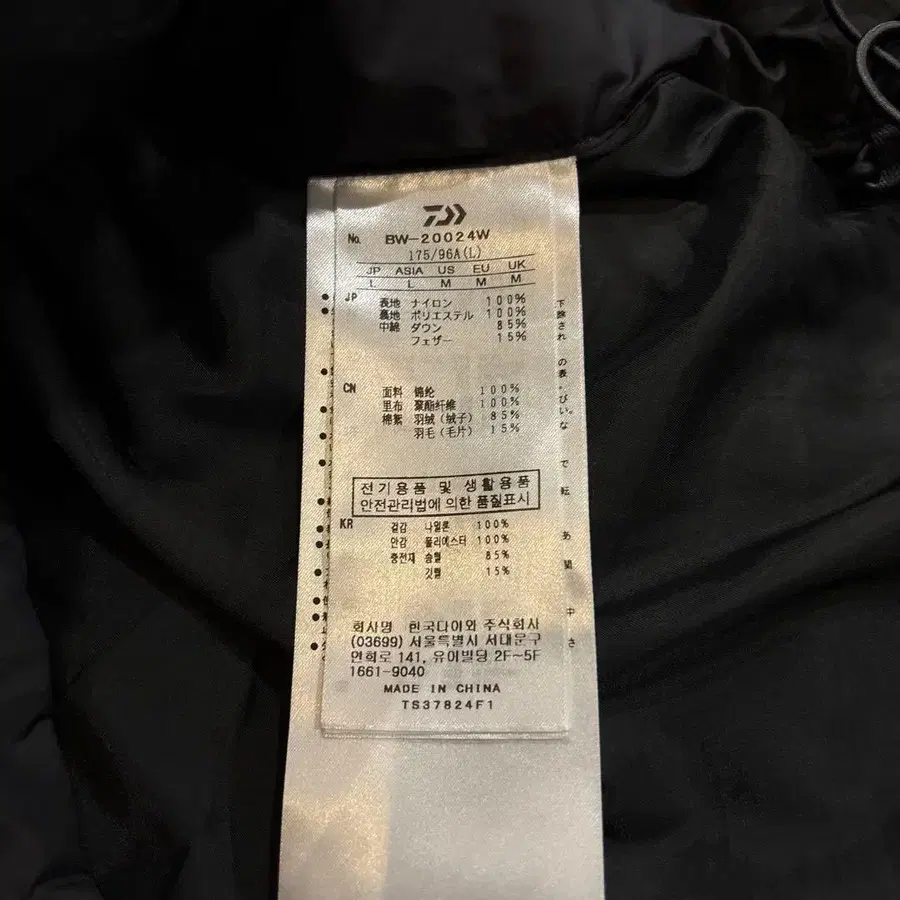 No. BW-20024W
175/96A(L)
JP ASIA US EU UK
L L M M M
JP 表地 ナイロン 100%
裏地 ポリエステル 100%
中綿 ダウン 85%
フェザー 15%
CN 面料 锦纶 100%
里布 聚酯纤维 100%
棉絮 羽绒(绒子) 85%
羽毛(毛片) 15%
전기용품 및 생활용품
안전관리법에 의한 품질표시
KR 겉감 나일론 100%
안감 폴리에스터 100%
충전재 솜털 85%
깃털 15%
회사명 한국다이와 주식회사
(03699) 서울특별시 서대문구
연희로 141, 유어빌딩 2F~5F
1661-9040
MADE IN CHINA
TS37824F1